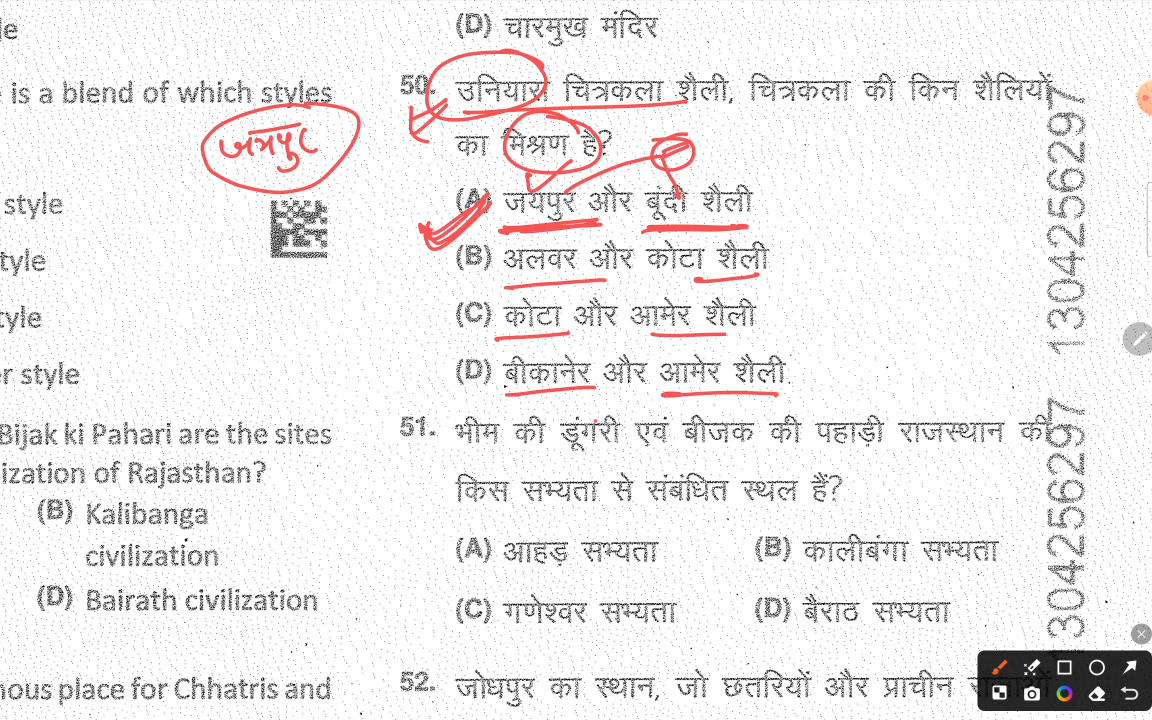 le
is a blend of which styles
जयपुर
style
tyle
tyle
er style
Bijak ki Pahari are the sites
ization of Rajasthan?
(B) Kalibanga
civilization
(D) Bairath civilization
nous place for Chhatris and
(D) चारमुख मंदिर
50. उनियारा चित्रकला शैली, चित्रकला की किन शैलियों
का मिश्रण है?
(A) जयपुर और बूंदी शैली
(B) अलवर और कोटा शैली
(C) कोटा और आमेर शैली
(D) बीकानेर और आमेर शैली
51. भीम की डूंगरी एवं बीजक की पहाड़ी राजस्थान की
किस सभ्यता से संबंधित स्थल हैं?
(A) आहड़ सभ्यता (B) कालीबंगा सभ्यता
(C) गणेश्वर सभ्यता (D) बैराठ सभ्यता
52. जोधपुर का स्थान, जो छतरियों और प्राचीन
1304256297
1304256297